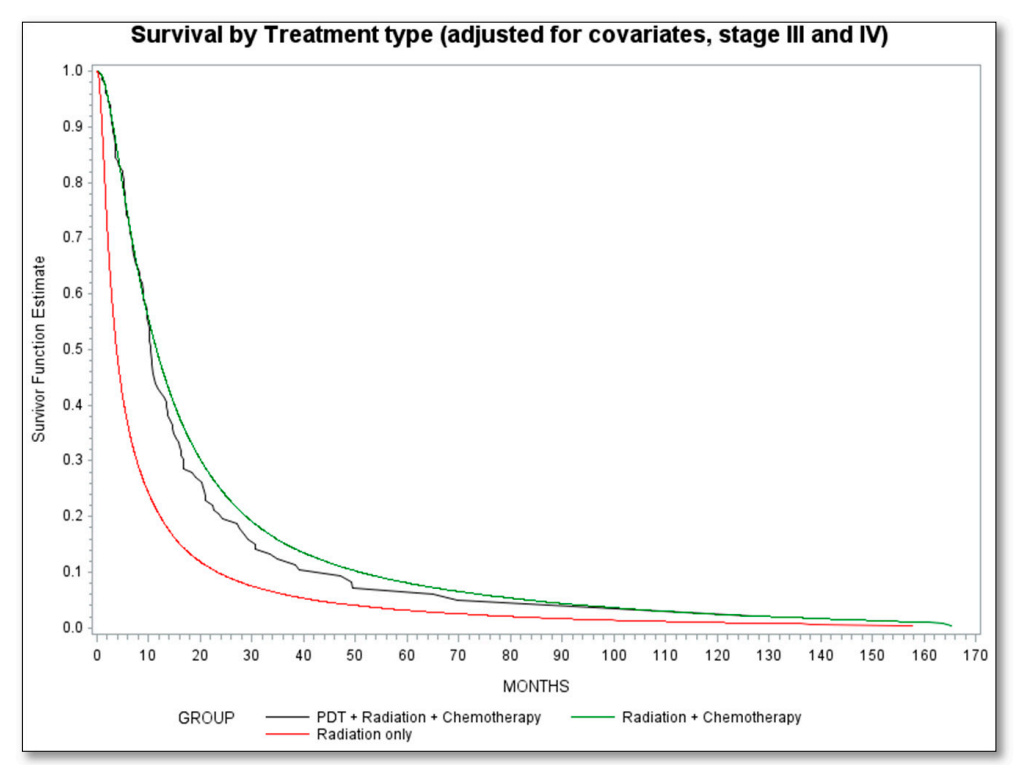 Survival by Treatment type (adjusted for covariates, stage III and IV)
1.0
0.9
0.8
0.7
0.6
0.5
0.4
0.3
0.2
0.1
0.0
Survivor Function Estimate
0 10 20 30 40 50 60 70 80 90 100 110 120 130 140 150 160 170
MONTHS
GROUP PDT + Radiation + Chemotherapy Radiation + Chemotherapy
Radiation only